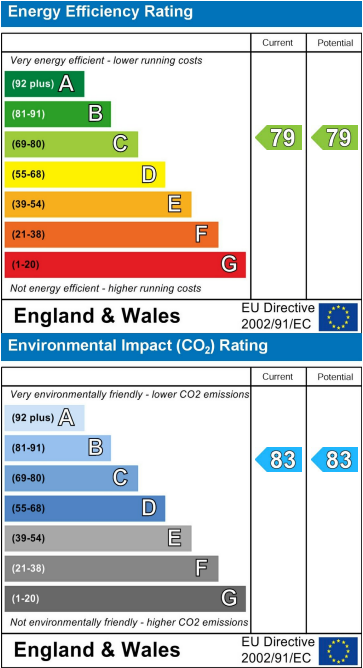 Energy Efficiency Rating
Current Potential
Very energy efficient - lower running costs
(92 plus) A
(81-91) B
(69-80) C
79 79
(55-68) D
(39-54) E
(21-38) F
(1-20) G
Not energy efficient - higher running costs
England & Wales
EU Directive
2002/91/EC
Environmental Impact (CO₂) Rating
Current Potential
Very environmentally friendly - lower CO2 emissions
(92 plus) A
(81-91) B
83 83
(69-80) C
(55-68) D
(39-54) E
(21-38) F
(1-20) G
Not environmentally friendly - higher CO2 emissions
England & Wales
EU Directive
2002/91/EC